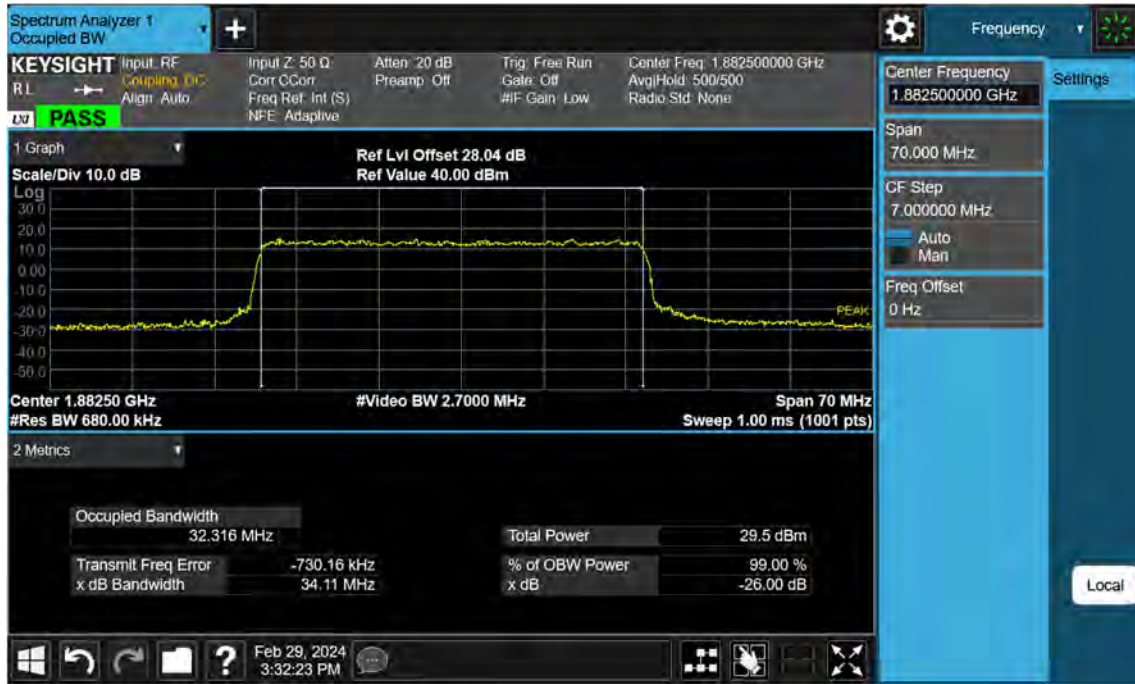 Spectrum Analyzer 1
Occupied BW
+
Frequency
KEYSIGHT Input: RF Input Z: 50 Ω Atten: 20 dB Trig: Free Run Center Freq: 1.882500000 GHz
R L Coupling: DC Corr CCorr Preamp: Off Gate: Off Avg|Hold: 500/500
Align: Auto Freq Ref: Int (S) #IF Gain: Low Radio Std: None
LXI PASS NFE: Adaptive
Center Frequency
1.882500000 GHz
Settings
Span
70.000 MHz
CF Step
7.000000 MHz
Auto
Man
Freq Offset
0 Hz
1 Graph
Ref Lvl Offset 28.04 dB
Scale/Div 10.0 dB Ref Value 40.00 dBm
Log
30.0
20.0
10.0
0.00
-10.0
-20.0
PEAK
-30.0
-40.0
-50.0
Center 1.88250 GHz #Video BW 2.7000 MHz Span 70 MHz
#Res BW 680.00 kHz Sweep 1.00 ms (1001 pts)
2 Metrics
Occupied Bandwidth
32.316 MHz Total Power 29.5 dBm
Transmit Freq Error -730.16 kHz % of OBW Power 99.00 %
x dB Bandwidth 34.11 MHz x dB -26.00 dB
Local
? Feb 29, 2024
3:32:23 PM